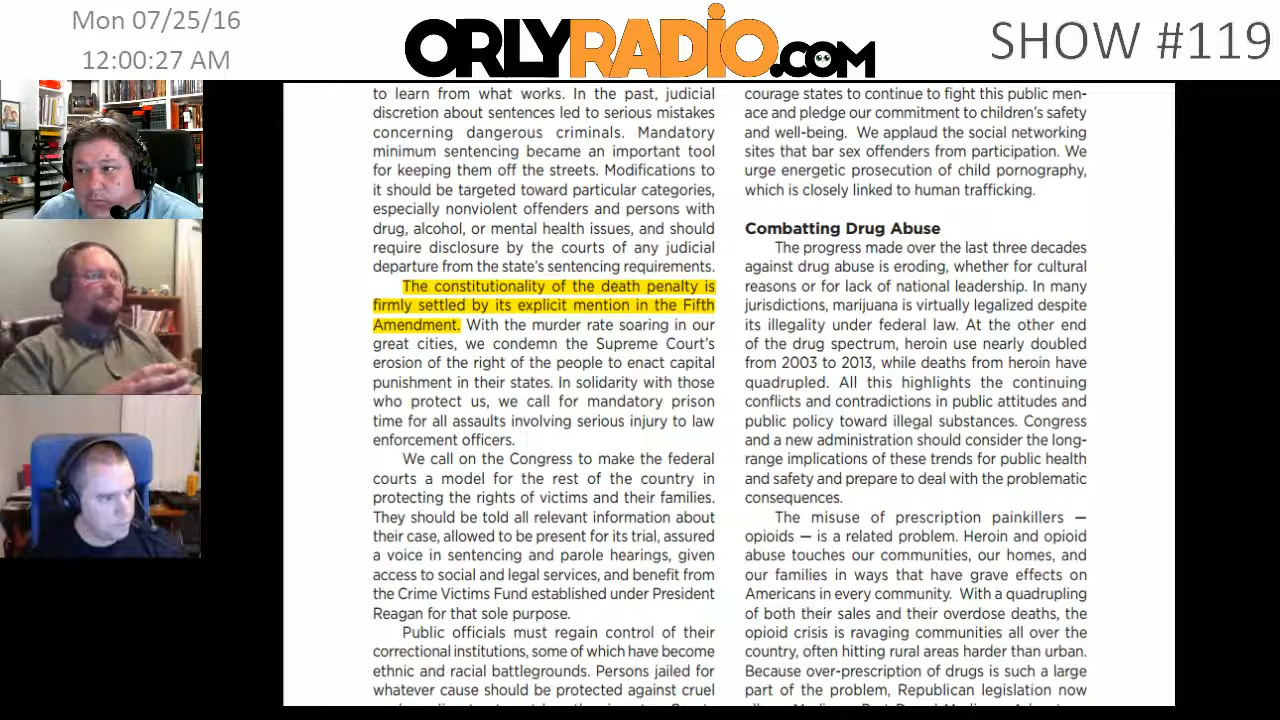 Mon 07/25/16
12:00:27 AM
ORLYRADIO.COM
SHOW #119
to learn from what works. In the past, judicial
discretion about sentences led to serious mistakes
concerning dangerous criminals. Mandatory
minimum sentencing became an important tool
for keeping them off the streets. Modifications to
it should be targeted toward particular categories,
especially nonviolent offenders and persons with
drug, alcohol, or mental health issues, and should
require disclosure by the courts of any judicial
departure from the state's sentencing requirements.
The constitutionality of the death penalty is
firmly settled by its explicit mention in the Fifth
Amendment. With the murder rate soaring in our
great cities, we condemn the Supreme Court's
erosion of the right of the people to enact capital
punishment in their states. In solidarity with those
who protect us, we call for mandatory prison
time for all assaults involving serious injury to law
enforcement officers.
We call on the Congress to make the federal
courts a model for the rest of the country in
protecting the rights of victims and their families.
They should be told all relevant information about
their case, allowed to be present for its trial, assured
a voice in sentencing and parole hearings, given
access to social and legal services, and benefit from
the Crime Victims Fund established under President
Reagan for that sole purpose.
Public officials must regain control of their
correctional institutions, some of which have become
ethnic and racial battlegrounds. Persons jailed for
whatever cause should be protected against cruel
courage states to continue to fight this public men-
ace and pledge our commitment to children's safety
and well-being. We applaud the social networking
sites that bar sex offenders from participation. We
urge energetic prosecution of child pornography,
which is closely linked to human trafficking.
Combatting Drug Abuse
The progress made over the last three decades
against drug abuse is eroding, whether for cultural
reasons or for lack of national leadership. In many
jurisdictions, marijuana is virtually legalized despite
its illegality under federal law. At the other end
of the drug spectrum, heroin use nearly doubled
from 2003 to 2013, while deaths from heroin have
quadrupled. All this highlights the continuing
conflicts and contradictions in public attitudes and
public policy toward illegal substances. Congress
and a new administration should consider the long-
range implications of these trends for public health
and safety and prepare to deal with the problematic
consequences.
The misuse of prescription painkillers —
opioids — is a related problem. Heroin and opioid
abuse touches our communities, our homes, and
our families in ways that have grave effects on
Americans in every community. With a quadrupling
of both their sales and their overdose deaths, the
opioid crisis is ravaging communities all over the
country, often hitting rural areas harder than urban.
Because over-prescription of drugs is such a large
part of the problem, Republican legislation now